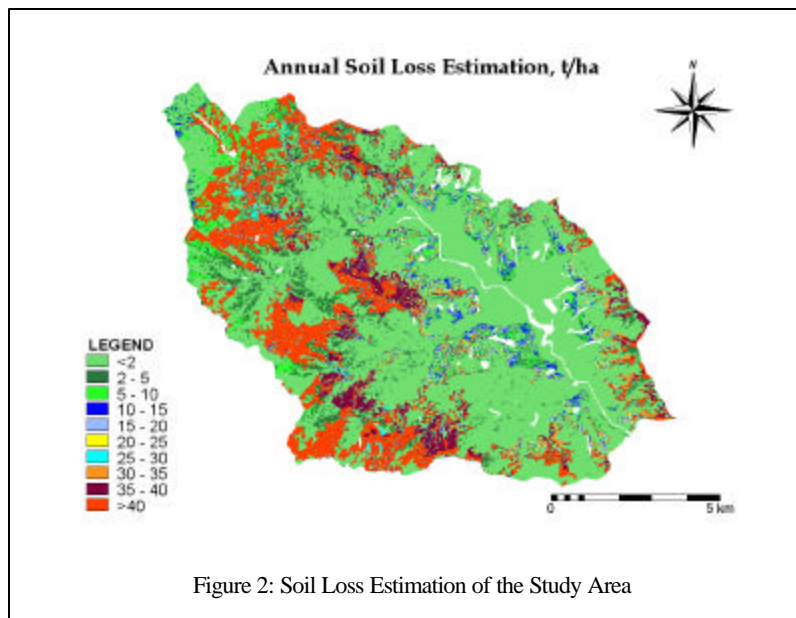 Annual Soil Loss Estimation, t/ha
N
LEGEND
<2
2 - 5
5 - 10
10 - 15
15 - 20
20 - 25
25 - 30
30 - 35
35 - 40
>40
0 5 km
Figure 2: Soil Loss Estimation of the Study Area